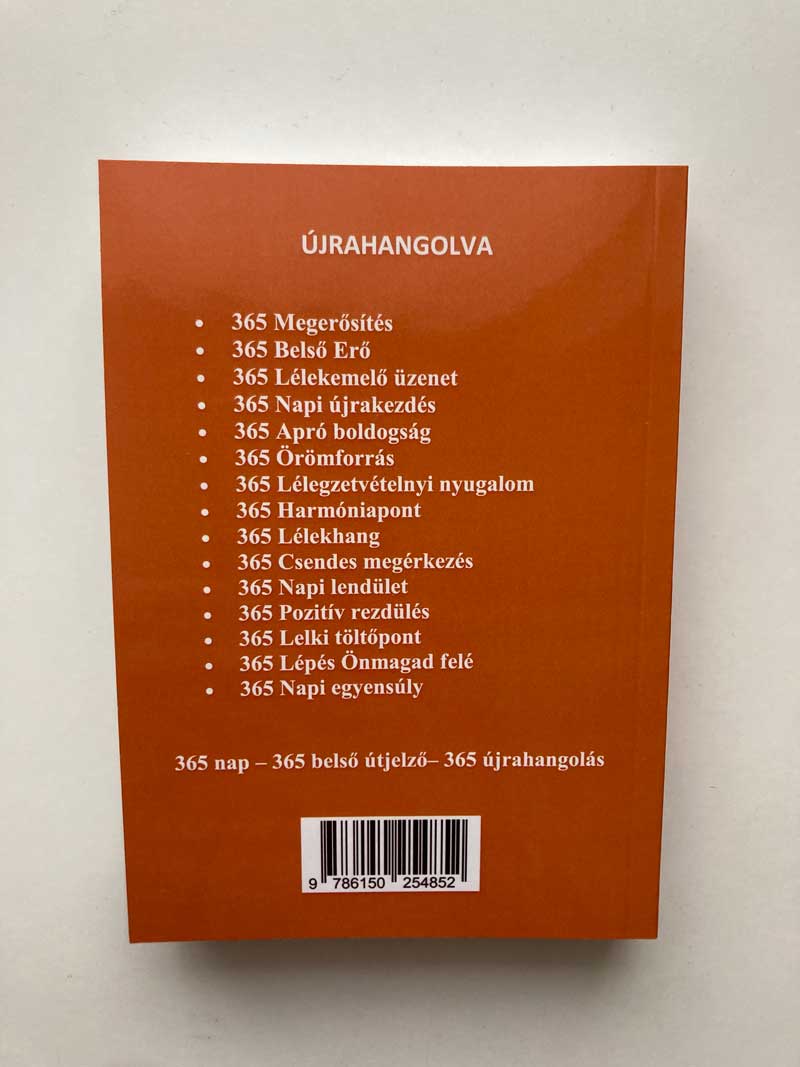 ÚJRAHANGOLVA
• 365 Megerősítés
• 365 Belső Erő
• 365 Lélekemelő üzenet
• 365 Napi újrakezdés
• 365 Apró boldogság
• 365 Örömforrás
• 365 Lélegzetvételnyi nyugalom
• 365 Harmóniapont
• 365 Lélekhang
• 365 Csendes megérkezés
• 365 Napi lendület
• 365 Pozitív rezdülés
• 365 Lelki töltőpont
• 365 Lépés Önmagad felé
• 365 Napi egyensúly
365 nap – 365 belső útjelző– 365 újrahangolás
9 786150 254852